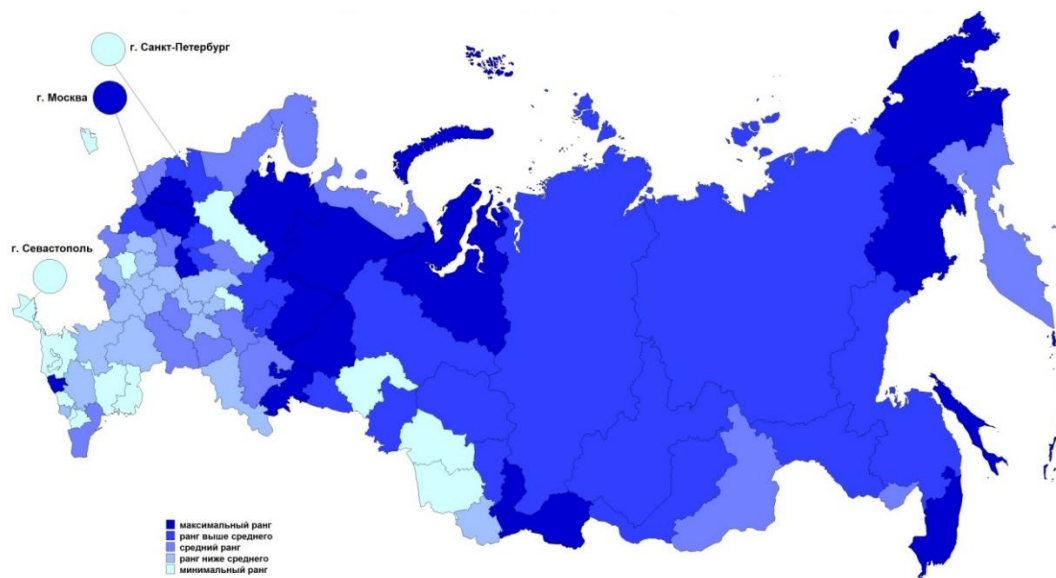 г. Санкт-Петербург
г. Москва
г. Севастополь
максимальный ранг
ранг выше среднего
средний ранг
ранг ниже среднего
минимальный ранг